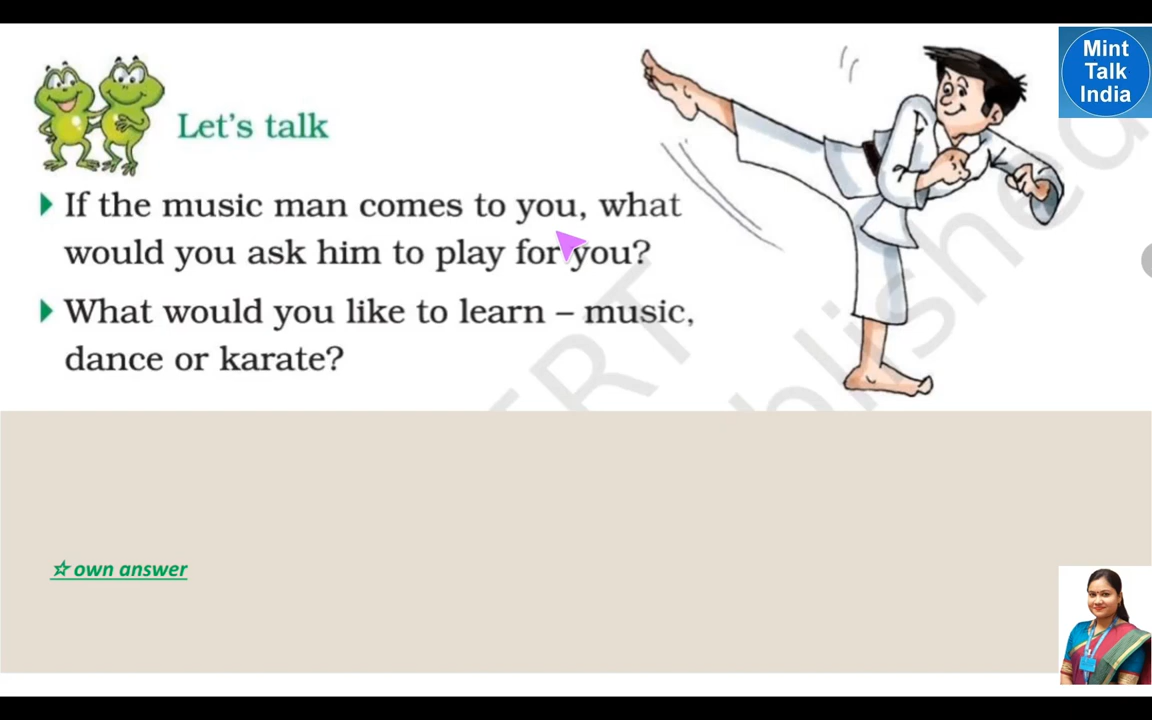 Mint
Talk
India
Let's talk
If the music man comes to you, what
would you ask him to play for you?
What would you like to learn – music,
dance or karate?
☆ own answer